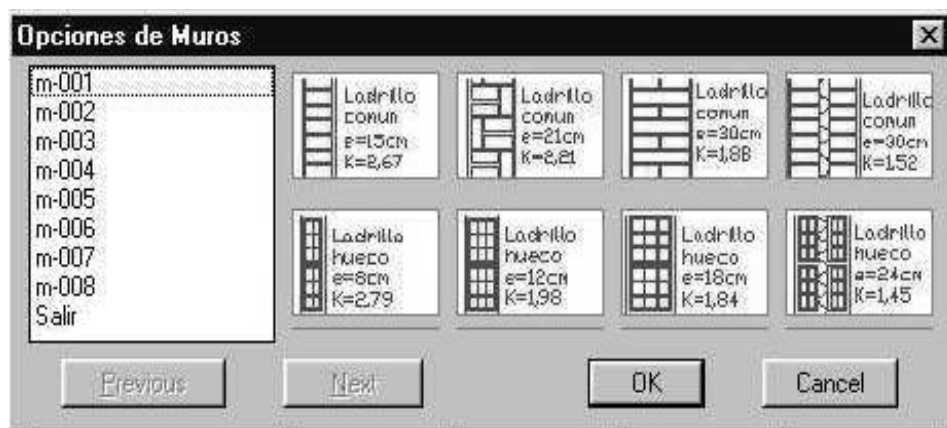 Opciones de Muros
m-001
m-002
m-003
m-004
m-005
m-006
m-007
m-008
Salir
Ladrillo
comun
e=15cm
K=2,67
Ladrillo
comun
e=21cm
K=2,21
Ladrillo
comun
e=30cm
K=1,88
Ladrillo
comun
e=30cm
K=1,52
Ladrillo
hueco
e=8cm
K=2,79
Ladrillo
hueco
e=12cm
K=1,98
Ladrillo
hueco
e=18cm
K=1,84
Ladrillo
hueco
e=24cm
K=1,45
Previous
Next
OK
Cancel